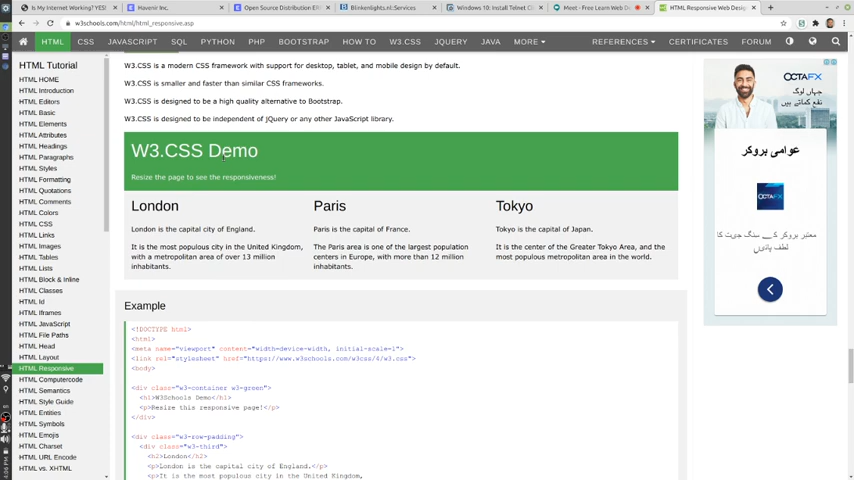 Is My Internet Working? YES!
Havenir Inc.
Open Source Distribution ERI
Blinkenlights.nl:Services
Windows 10: Install Telnet Cl
Meet - Free Learn Web D
HTML Responsive Web Desig
w3schools.com/html/html_responsive.asp
HTML CSS JAVASCRIPT SQL PYTHON PHP BOOTSTRAP HOW TO W3.CSS JQUERY JAVA MORE REFERENCES CERTIFICATES FORUM
HTML Tutorial
HTML HOME
HTML Introduction
HTML Editors
HTML Basic
HTML Elements
HTML Attributes
HTML Headings
HTML Paragraphs
HTML Styles
HTML Formatting
HTML Quotations
HTML Comments
HTML Colors
HTML CSS
HTML Links
HTML Images
HTML Tables
HTML Lists
HTML Block & Inline
HTML Classes
HTML Id
HTML Iframes
HTML JavaScript
HTML File Paths
HTML Head
HTML Layout
HTML Responsive
HTML Computercode
HTML Semantics
HTML Style Guide
HTML Entities
HTML Symbols
HTML Emojis
HTML Charset
HTML URL Encode
HTML vs. XHTML
W3.CSS is a modern CSS framework with support for desktop, tablet, and mobile design by default.
W3.CSS is smaller and faster than similar CSS frameworks.
W3.CSS is designed to be a high quality alternative to Bootstrap.
W3.CSS is designed to be independent of jQuery or any other JavaScript library.
W3.CSS Demo
Resize the page to see the responsiveness!
London
London is the capital city of England.
It is the most populous city in the United Kingdom,
with a metropolitan area of over 13 million
inhabitants.
Paris
Paris is the capital of France.
The Paris area is one of the largest population
centers in Europe, with more than 12 million
inhabitants.
Tokyo
Tokyo is the capital of Japan.
It is the center of the Greater Tokyo Area, and the
most populous metropolitan area in the world.
Example
<!DOCTYPE html>
<html>
<meta name="viewport" content="width=device-width, initial-scale=1">
<link rel="stylesheet" href="https://www.w3schools.com/w3css/4/w3.css">
<body>
<div class="w3-container w3-green">
<h1>W3Schools Demo</h1>
<p>Resize this responsive page!</p>
</div>
<div class="w3-row-padding">
<div class="w3-third">
<h2>London</h2>
<p>London is the capital city of England.</p>
<p>It is the most populous city in the United Kingdom,
OCTAFX
جہاں لوگ
نفع کماتے ہیں
عوامی بروکر
لطف پائیں
4:06 PM